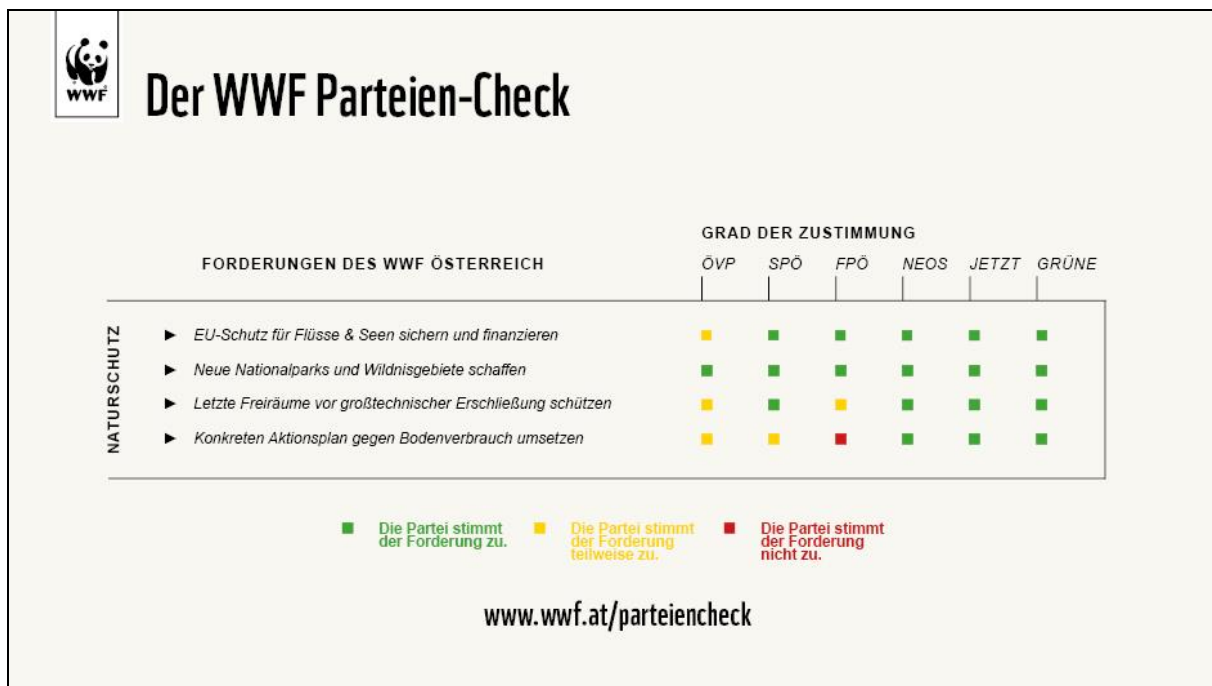 WWF
Der WWF Parteien-Check
GRAD DER ZUSTIMMUNG
FORDERUNGEN DES WWF ÖSTERREICH
ÖVP SPÖ FPÖ NEOS JETZT GRÜNE
NATURSCHUTZ
► EU-Schutz für Flüsse & Seen sichern und finanzieren
► Neue Nationalparks und Wildnisgebiete schaffen
► Letzte Freiräume vor großtechnischer Erschließung schützen
► Konkreten Aktionsplan gegen Bodenverbrauch umsetzen
Die Partei stimmt
der Forderung zu.
Die Partei stimmt
der Forderung
teilweise zu.
Die Partei stimmt
der Forderung
nicht zu.
www.wwf.at/parteiencheck